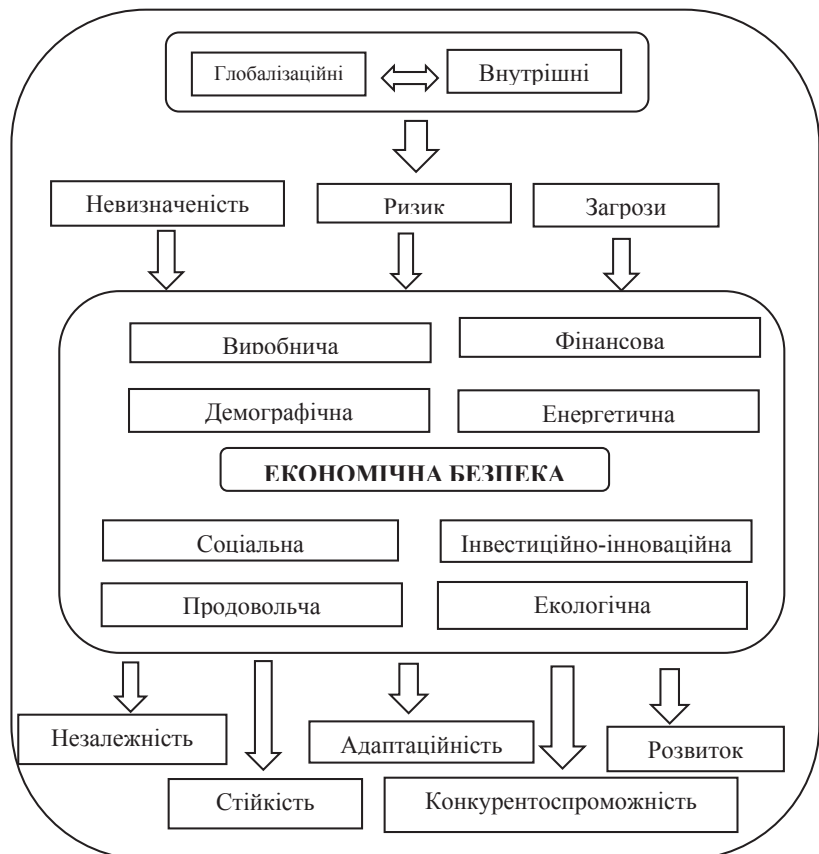 Глобалізаційні
Внутрішні
Невизначеність
Ризик
Загрози
Виробнича
Фінансова
Демографічна
Енергетична
ЕКОНОМІЧНА БЕЗПЕКА
Соціальна
Інвестиційно-інноваційна
Продовольча
Екологічна
Незалежність
Адаптаційність
Розвиток
Стійкість
Конкурентоспроможність